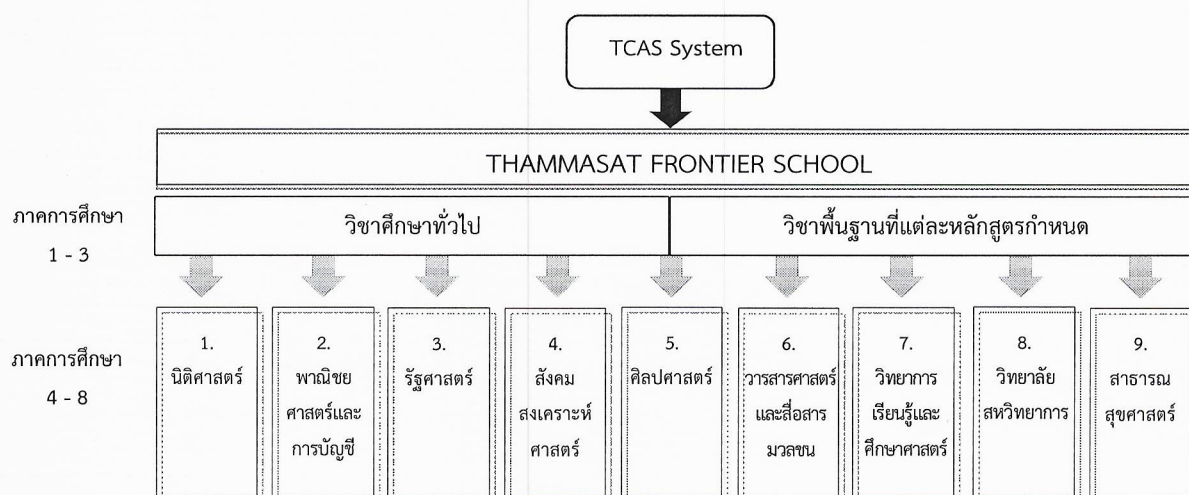 TCAS System
THAMMASAT FRONTIER SCHOOL
ภาคการศึกษา
1 - 3
วิชาศึกษาทั่วไป
วิชาพื้นฐานที่แต่ละหลักสูตรกำหนด
ภาคการศึกษา
4 - 8
1.
นิติศาสตร์
2.
พาณิชย
ศาสตร์และ
การบัญชี
3.
รัฐศาสตร์
4.
สังคม
สงเคราะห์
ศาสตร์
5.
ศิลปศาสตร์
6.
วารสารศาสตร์
และสื่อสาร
มวลชน
7.
วิทยาการ
เรียนรู้และ
ศึกษาศาสตร์
8.
วิทยาลัย
สหวิทยาการ
9.
สาธารณ
สุขศาสตร์